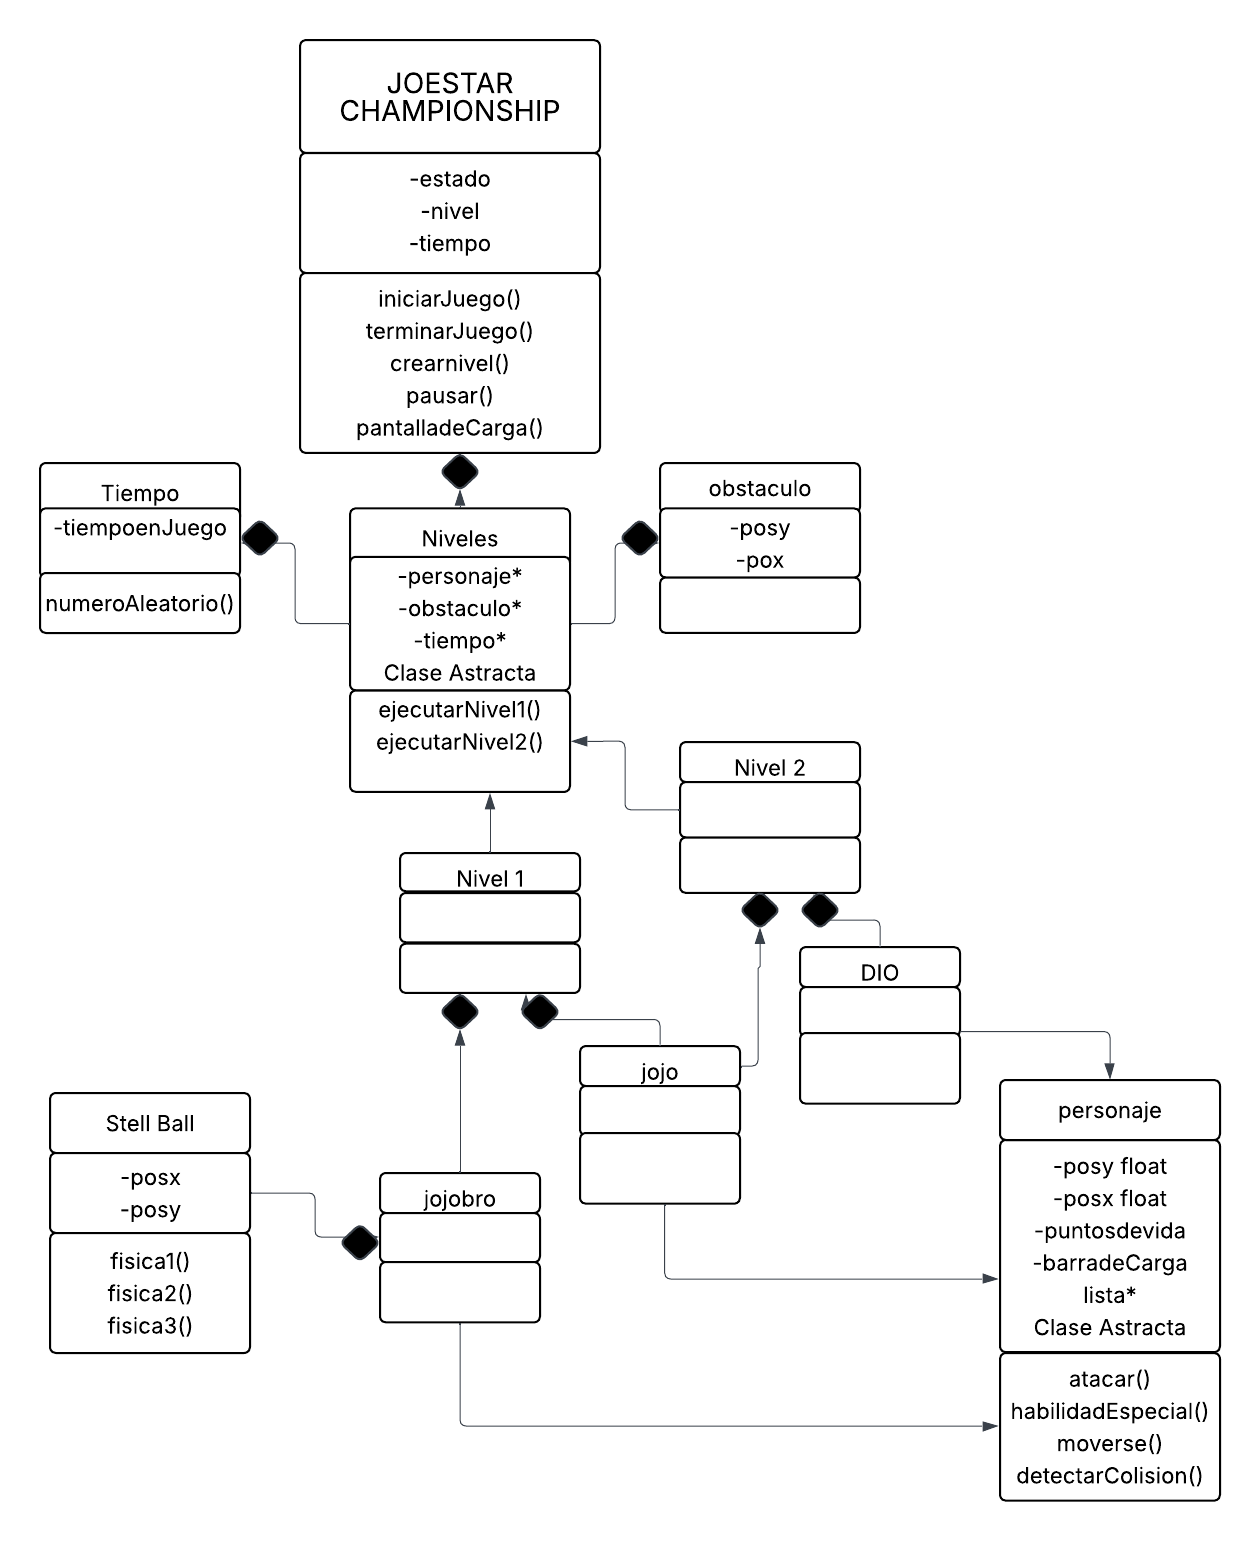 JOESTAR
CHAMPIONSHIP
-estado
-nivel
-tiempo
iniciarJuego()
terminarJuego()
crearnivel()
pausar()
pantalladeCarga()
Tiempo
-tiempoenJuego
numeroAleatorio()
Niveles
-personaje*
-obstaculo*
-tiempo*
Clase Astracta
ejecutarNivel1()
ejecutarNivel2()
obstaculo
-posy
-pox
Nivel 2
Nivel 1
DIO
jojo
Stell Ball
-posx
-posy
fisica1()
fisica2()
fisica3()
jojobro
personaje
-posy float
-posx float
-puntosdevida
-barradeCarga
lista*
Clase Astracta
atacar()
habilidadEspecial()
moverse()
detectarColision()